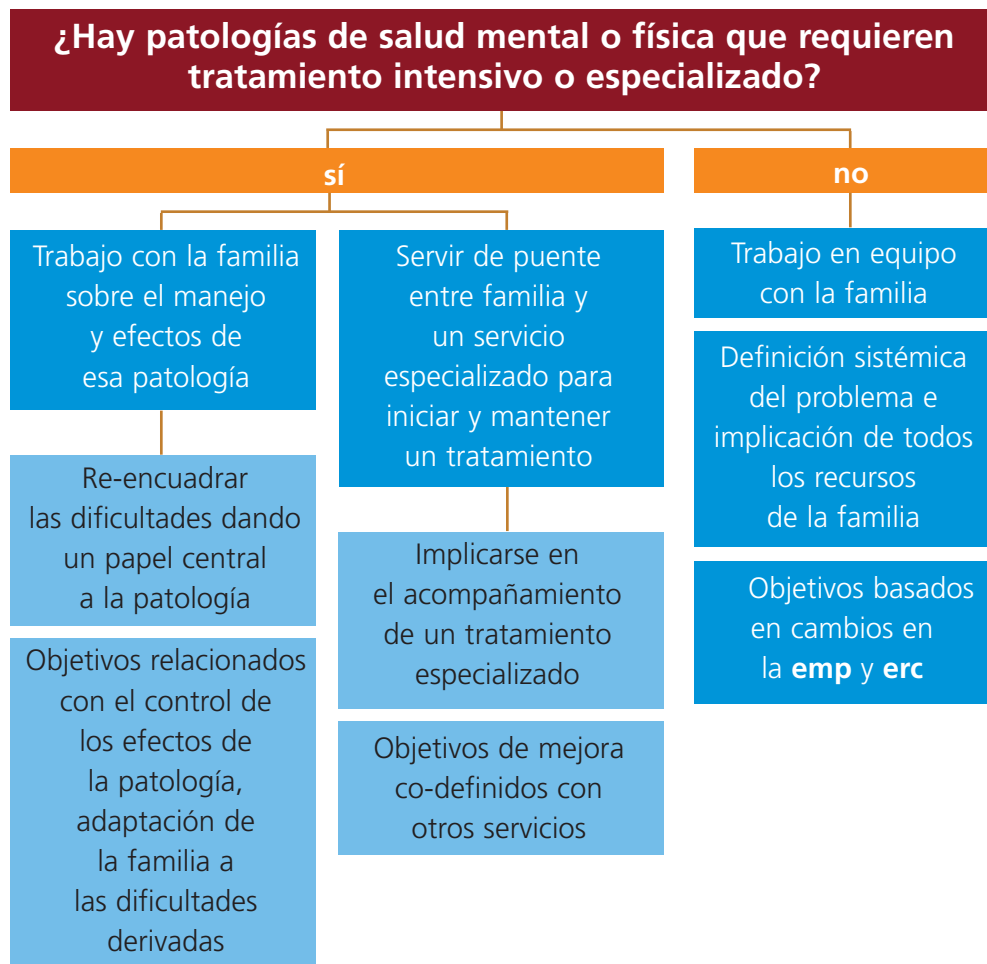 ¿Hay patologías de salud mental o física que requieren
tratamiento intensivo o especializado?
sí
no
Trabajo con la familia
sobre el manejo
y efectos de
esa patología
Re-encuadrar
las dificultades dando
un papel central
a la patología
Objetivos relacionados
con el control de
los efectos de
la patología,
adaptación de
la familia a
las dificultades
derivadas
Servir de puente
entre familia y
un servicio
especializado para
iniciar y mantener
un tratamiento
Implicarse en
el acompañamiento
de un tratamiento
especializado
Objetivos de mejora
co-definidos con
otros servicios
Trabajo en equipo
con la familia
Definición sistémica
del problema e
implicación de todos
los recursos
de la familia
Objetivos basados
en cambios en
la emp y erc